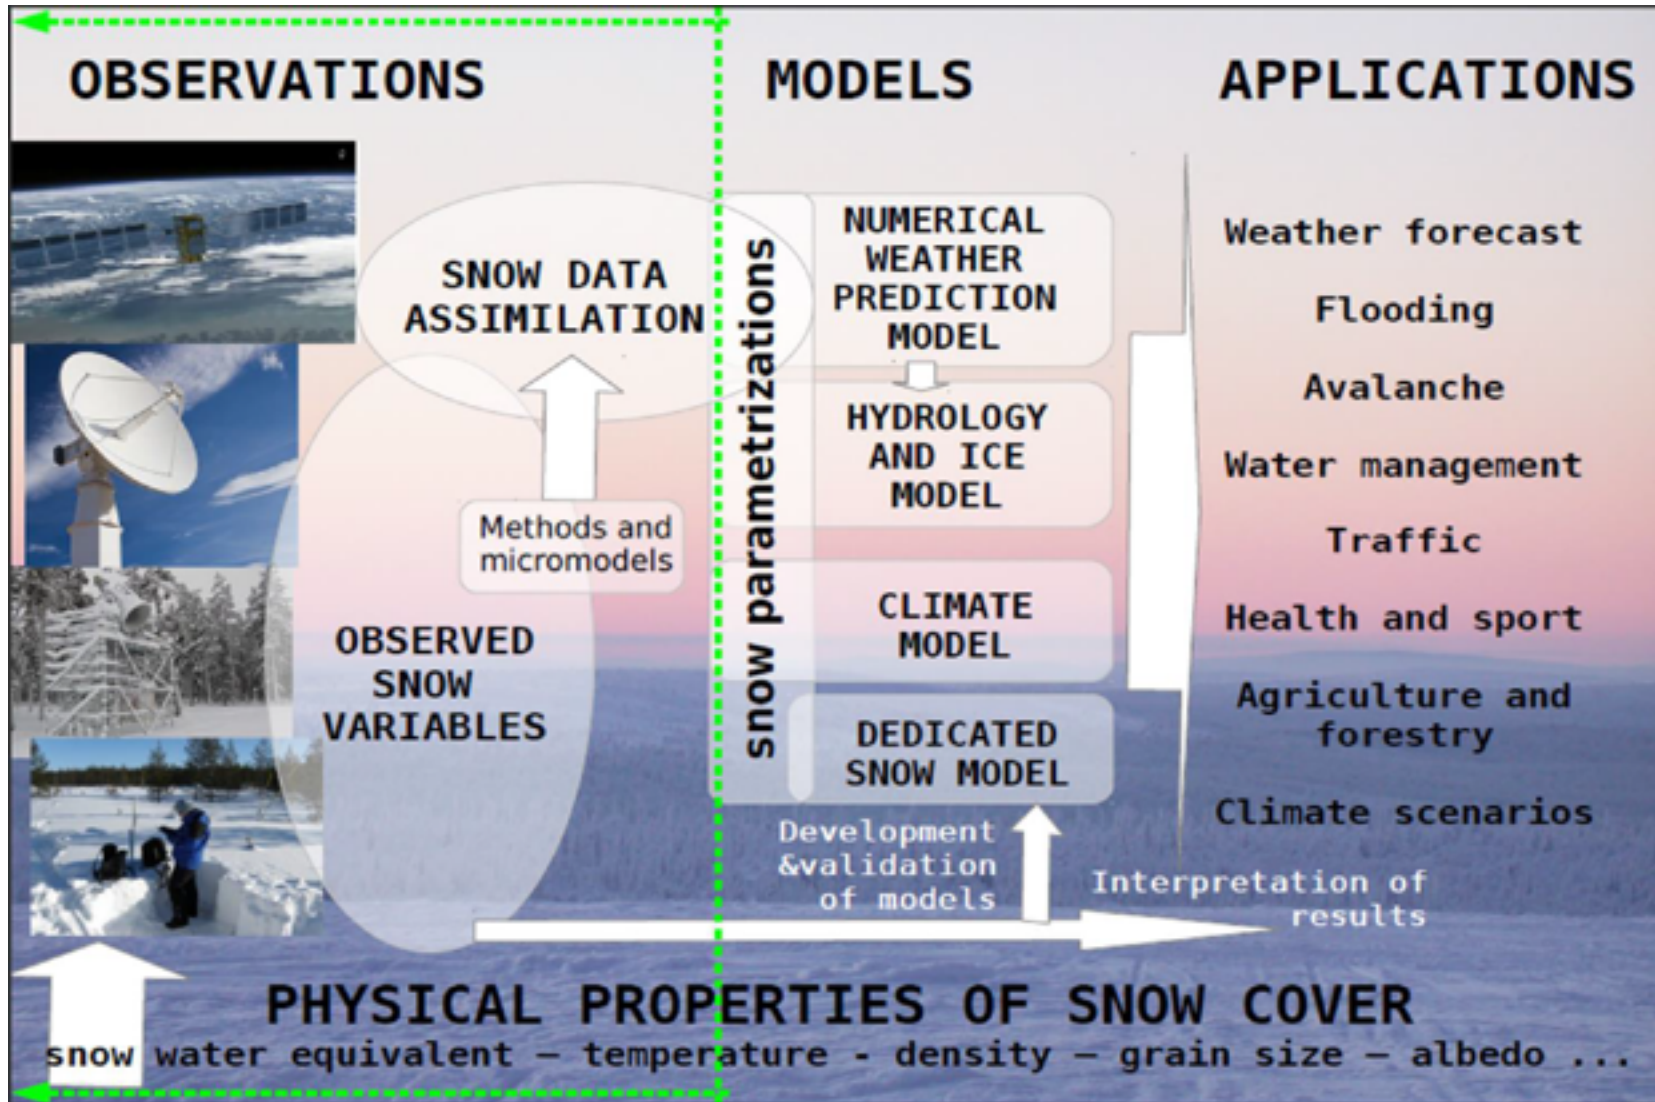 OBSERVATIONS
MODELS
APPLICATIONS
SNOW DATA
ASSIMILATION
Methods and
micromodels
OBSERVED
SNOW
VARIABLES
snow parametrizations
NUMERICAL
WEATHER
PREDICTION
MODEL
HYDROLOGY
AND ICE
MODEL
CLIMATE
MODEL
DEDICATED
SNOW MODEL
Development
&validation
of models
Interpretation of
results
Weather forecast
Flooding
Avalanche
Water management
Traffic
Health and sport
Agriculture and
forestry
Climate scenarios
PHYSICAL PROPERTIES OF SNOW COVER
snow water equivalent – temperature - density – grain size – albedo ...